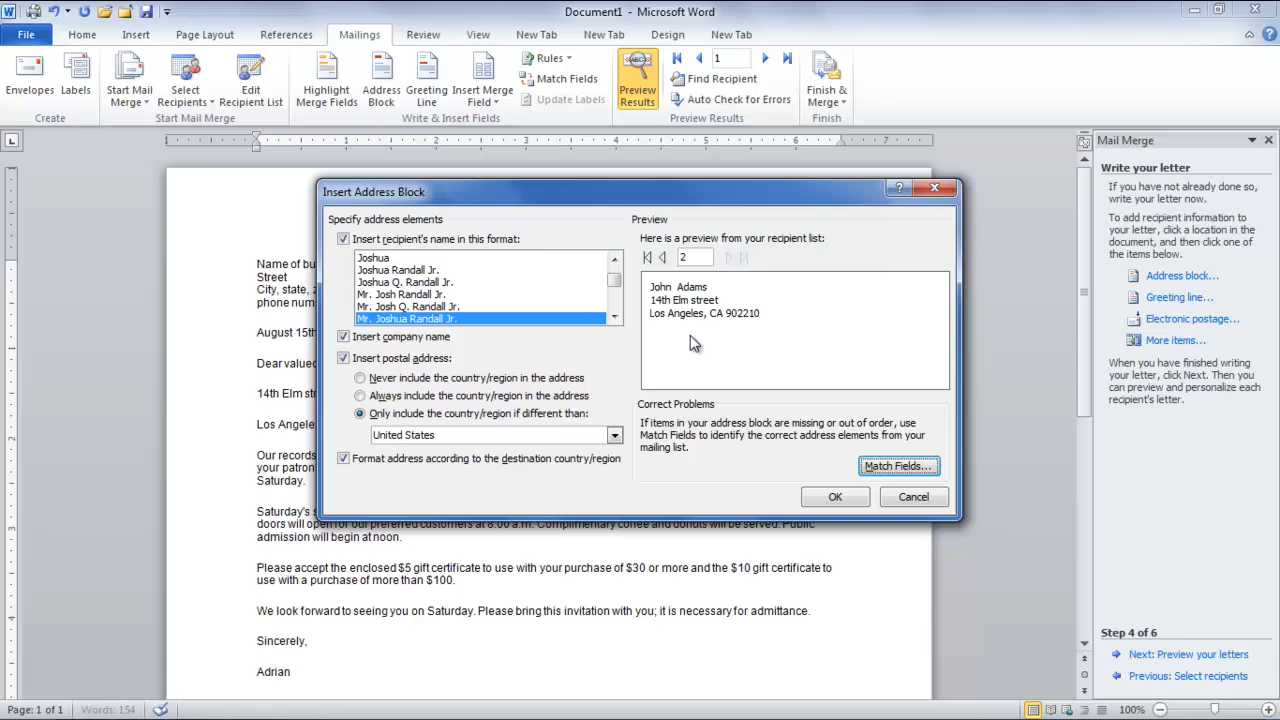 Document1 - Microsoft Word
File Home Insert Page Layout References Mailings Review View New Tab New Tab Design New Tab
Envelopes
Labels
Create
Start Mail
Merge
Select
Recipients
Edit
Recipient List
Start Mail Merge
Highlight
Merge Fields
Address
Block
Greeting
Line
Insert Merge
Field
Rules
Match Fields
Update Labels
Write & Insert Fields
ABC
Preview
Results
1
Find Recipient
Auto Check for Errors
Preview Results
Finish &
Merge
Finish
1 2 3 4 5 6 7
Name of bu
Street
City, state, z
phone num
August 15th
Dear valued
14th Elm str
Los Angele
Our records
your patron
Saturday.
Saturday's s
doors will open for our preferred customers at 8:00 a.m. Complimentary coffee and donuts will be served. Public
admission will begin at noon.
Please accept the enclosed $5 gift certificate to use with your purchase of $30 or more and the $10 gift certificate to
use with a purchase of more than $100.
We look forward to seeing you on Saturday. Please bring this invitation with you; it is necessary for admittance.
Sincerely,
Adrian
Insert Address Block
Specify address elements
Insert recipient's name in this format:
Joshua
Joshua Randall Jr.
Joshua Q. Randall Jr.
Mr. Josh Randall Jr.
Mr. Josh Q. Randall Jr.
Mr. Joshua Randall Jr.
Insert company name
Insert postal address:
Never include the country/region in the address
Always include the country/region in the address
Only include the country/region if different than:
United States
Format address according to the destination country/region
Preview
Here is a preview from your recipient list:
2
John Adams
14th Elm street
Los Angeles, CA 902210
Correct Problems
If items in your address block are missing or out of order, use
Match Fields to identify the correct address elements from your
mailing list.
Match Fields...
OK Cancel
Mail Merge
Write your letter
If you have not already done so,
write your letter now.
To add recipient information to
your letter, click a location in the
document, and then click one of
the items below.
Address block...
Greeting line...
Electronic postage...
More items...
When you have finished writing
your letter, click Next. Then you
can preview and personalize each
recipient's letter.
Step 4 of 6
Next: Preview your letters
Previous: Select recipients
Page: 1 of 1 Words: 154 100%